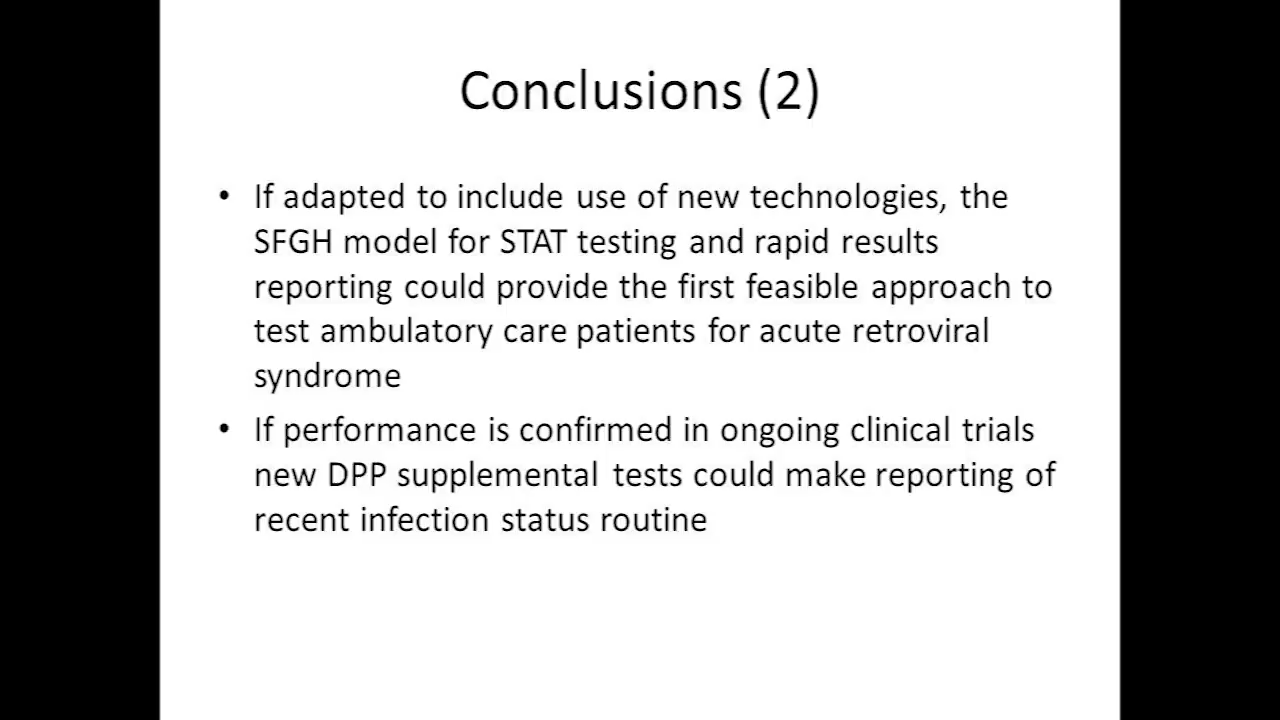 Conclusions (2)
• If adapted to include use of new technologies, the
SFGH model for STAT testing and rapid results
reporting could provide the first feasible approach to
test ambulatory care patients for acute retroviral
syndrome
• If performance is confirmed in ongoing clinical trials
new DPP supplemental tests could make reporting of
recent infection status routine